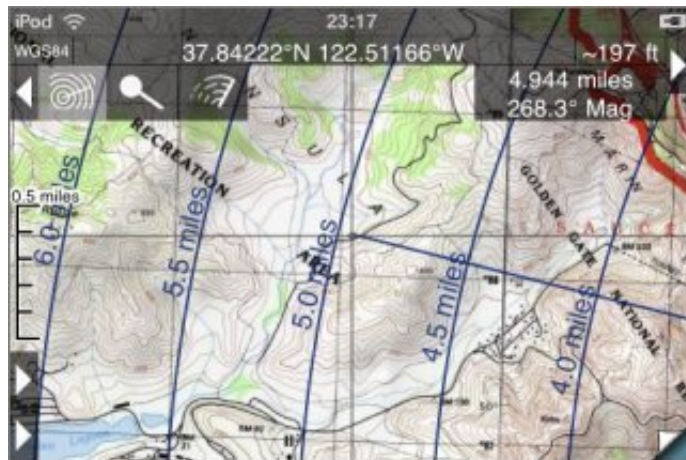 iPod 23:17
WGS84 37.84222°N 122.51166°W ~197 ft
4.944 miles
268.3° Mag
RECREATION
N S U L A
AREA
MARIN
GOLDEN GATE
NATIONAL
SAUC
0.5 miles
6.0 miles
5.5 miles
5.0 miles
4.5 miles
4.0 miles